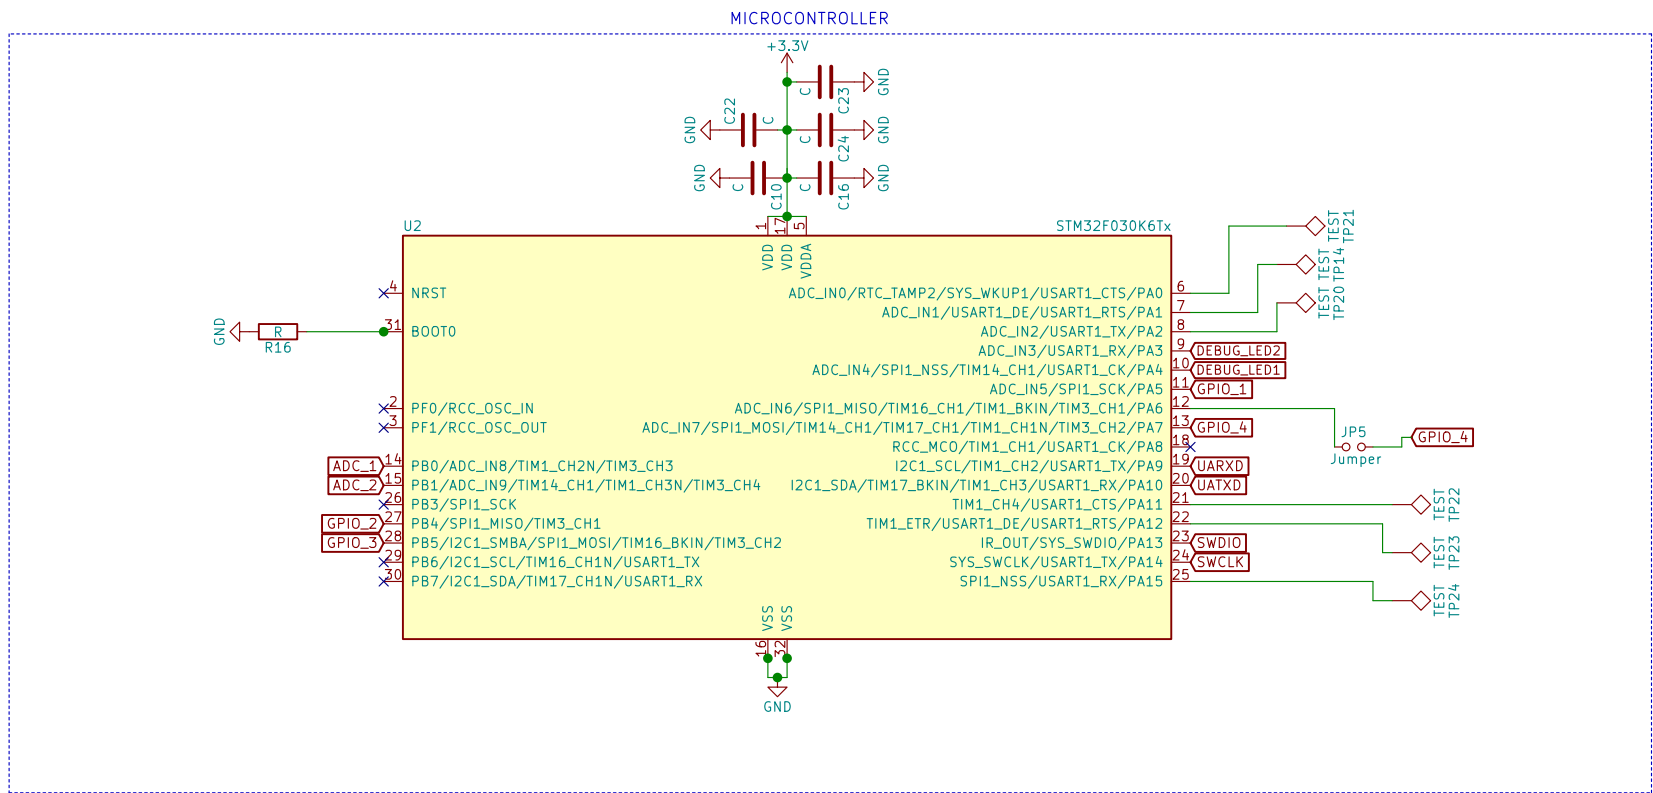 MICROCONTROLLER
+3.3V
C
C23
GND
GND
C22
C
C
C24
GND
GND
C
C10
C
C16
GND
U2
STM32F030K6Tx
1
17
5
VDD
VDD
VDDA
4
NRST
31
BOOT0
GND
R
R16
2
PF0/RCC_OSC_IN
3
PF1/RCC_OSC_OUT
ADC_1
14
PB0/ADC_IN8/TIM1_CH2N/TIM3_CH3
ADC_2
15
PB1/ADC_IN9/TIM14_CH1/TIM1_CH3N/TIM3_CH4
26
PB3/SPI1_SCK
GPIO_2
27
PB4/SPI1_MISO/TIM3_CH1
GPIO_3
28
PB5/I2C1_SMBA/SPI1_MOSI/TIM16_BKIN/TIM3_CH2
29
PB6/I2C1_SCL/TIM16_CH1N/USART1_TX
30
PB7/I2C1_SDA/TIM17_CH1N/USART1_RX
ADC_IN0/RTC_TAMP2/SYS_WKUP1/USART1_CTS/PA0
6
TEST
TP21
ADC_IN1/USART1_DE/USART1_RTS/PA1
7
TEST
TP14
ADC_IN2/USART1_TX/PA2
8
TEST
TP20
ADC_IN3/USART1_RX/PA3
9
DEBUG_LED2
ADC_IN4/SPI1_NSS/TIM14_CH1/USART1_CK/PA4
10
DEBUG_LED1
ADC_IN5/SPI1_SCK/PA5
11
GPIO_1
ADC_IN6/SPI1_MISO/TIM16_CH1/TIM1_BKIN/TIM3_CH1/PA6
12
JP5
Jumper
GPIO_4
ADC_IN7/SPI1_MOSI/TIM14_CH1/TIM17_CH1/TIM1_CH1N/TIM3_CH2/PA7
13
GPIO_4
RCC_MCO/TIM1_CH1/USART1_CK/PA8
18
I2C1_SCL/TIM1_CH2/USART1_TX/PA9
19
UARXD
I2C1_SDA/TIM17_BKIN/TIM1_CH3/USART1_RX/PA10
20
UATXD
TIM1_CH4/USART1_CTS/PA11
21
TEST
TP22
TIM1_ETR/USART1_DE/USART1_RTS/PA12
22
TEST
TP23
IR_OUT/SYS_SWDIO/PA13
23
SWDIO
SYS_SWCLK/USART1_TX/PA14
24
SWCLK
SPI1_NSS/USART1_RX/PA15
25
TEST
TP24
VSS
VSS
16
32
GND